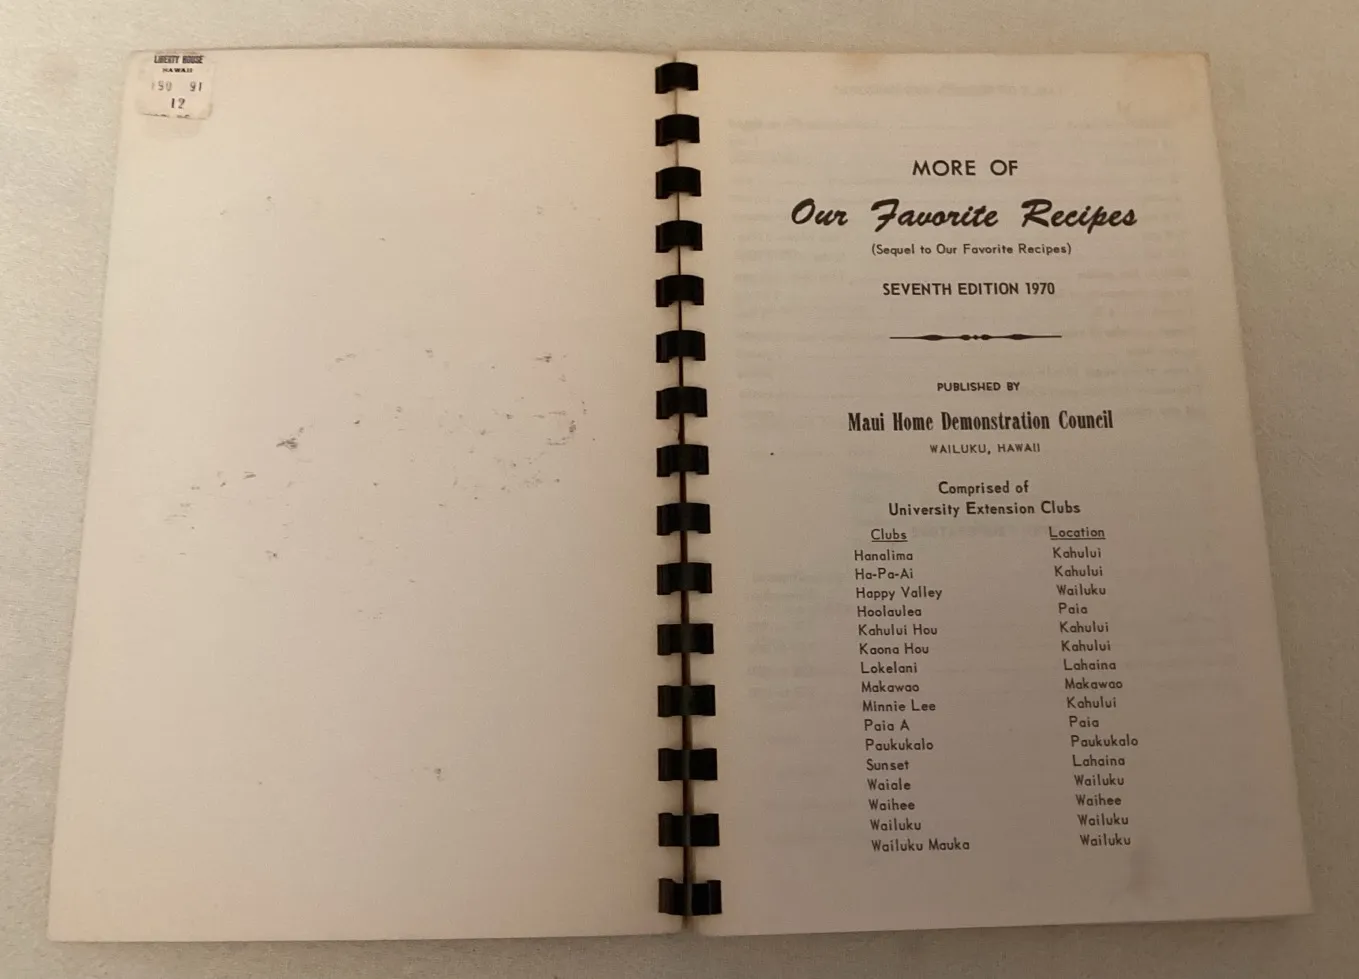 LIBERTY HOUSE
HAWAII
150 91
12
MORE OF
Our Favorite Recipes
(Sequel to Our Favorite Recipes)
SEVENTH EDITION 1970
PUBLISHED BY
Maui Home Demonstration Council
WAILUKU, HAWAII
Comprised of
University Extension Clubs
Clubs Location
Hanalima Kahului
Ha-Pa-Ai Kahului
Happy Valley Wailuku
Hoolaulea Paia
Kahului Hou Kahului
Kaona Hou Kahului
Lokelani Lahaina
Makawao Makawao
Minnie Lee Kahului
Paia A Paia
Paukukalo Paukukalo
Sunset Lahaina
Waiale Wailuku
Waihee Waihee
Wailuku Wailuku
Wailuku Mauka Wailuku